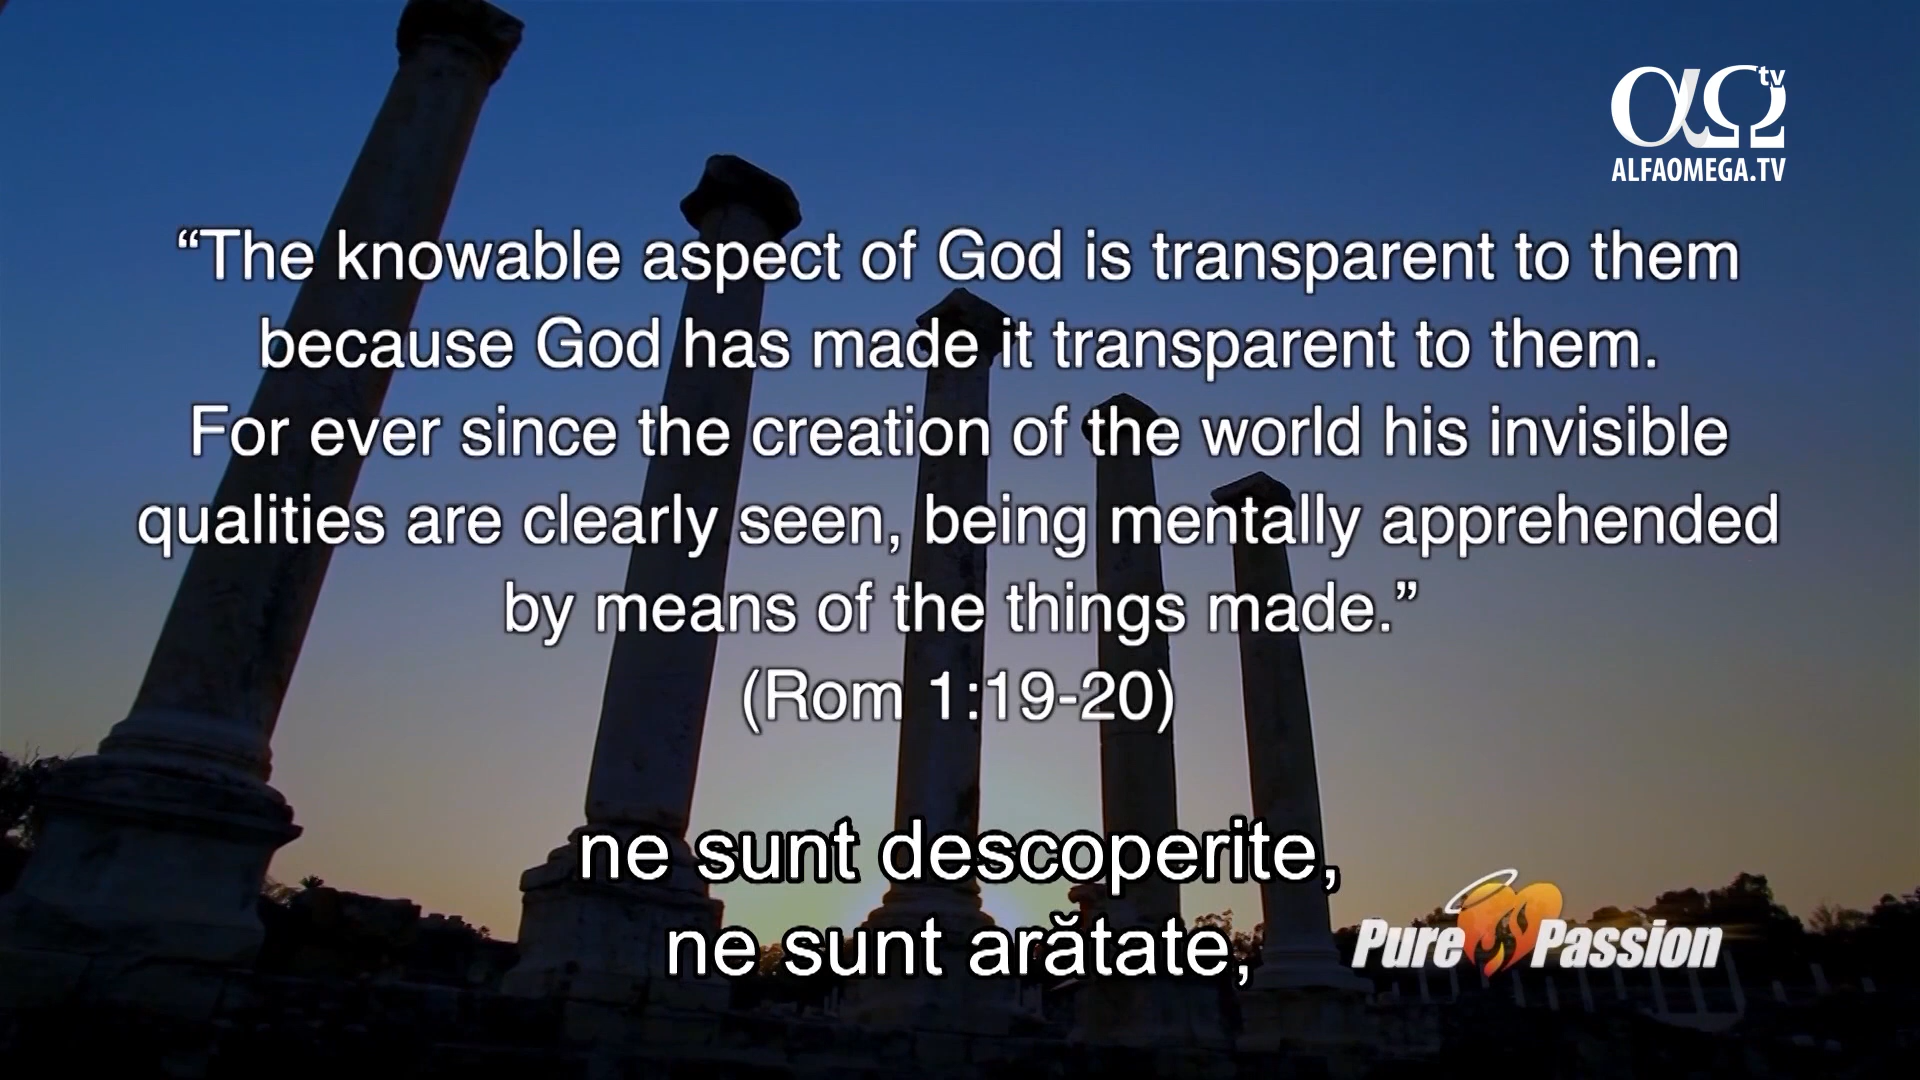 αΩtv
ALFAOMEGA.TV
“The knowable aspect of God is transparent to them
because God has made it transparent to them.
For ever since the creation of the world his invisible
qualities are clearly seen, being mentally apprehended
by means of the things made.”
(Rom 1:19-20)
ne sunt descoperite,
ne sunt arătate,
Pure Passion